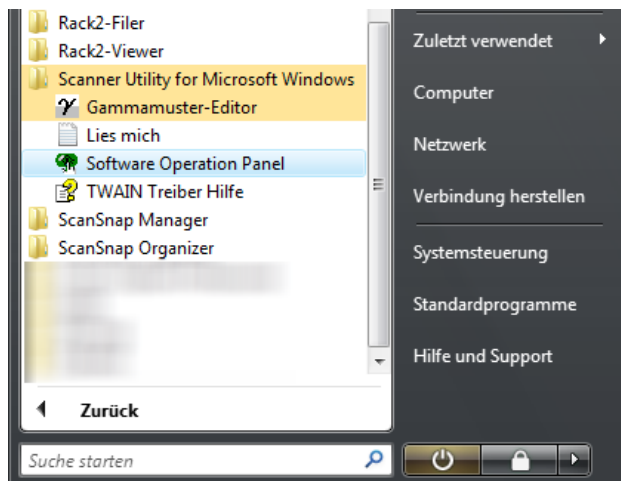 Rack2-Filer
Rack2-Viewer
Scanner Utility for Microsoft Windows
Gammamuster-Editor
Lies mich
Software Operation Panel
TWAIN Treiber Hilfe
ScanSnap Manager
ScanSnap Organizer
Zurück
Suche starten
Zuletzt verwendet
Computer
Netzwerk
Verbindung herstellen
Systemsteuerung
Standardprogramme
Hilfe und Support